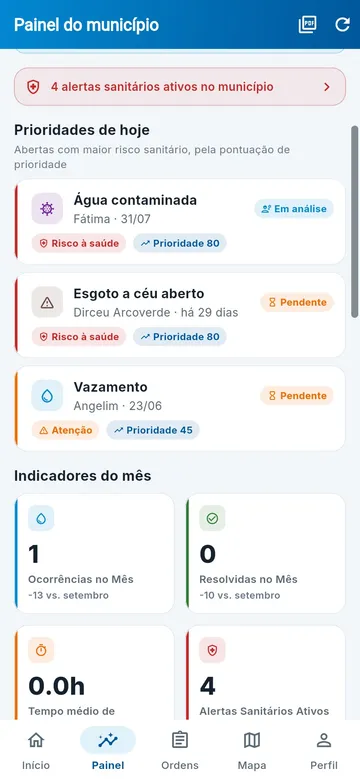 Painel do município
PDF
4 alertas sanitários ativos no município
Prioridades de hoje
Abertas com maior risco sanitário, pela pontuação de
prioridade
Água contaminada
Fátima · 31/07
Em análise
Risco à saúde
Prioridade 80
Esgoto a céu aberto
Dirceu Arcoverde · há 29 dias
Pendente
Risco à saúde
Prioridade 80
Vazamento
Angelim · 23/06
Pendente
Atenção
Prioridade 45
Indicadores do mês
1
Ocorrências no Mês
-13 vs. setembro
0
Resolvidas no Mês
-10 vs. setembro
0.0h
Tempo médio de
4
Alertas Sanitários Ativos
Início
Painel
Ordens
Mapa
Perfil